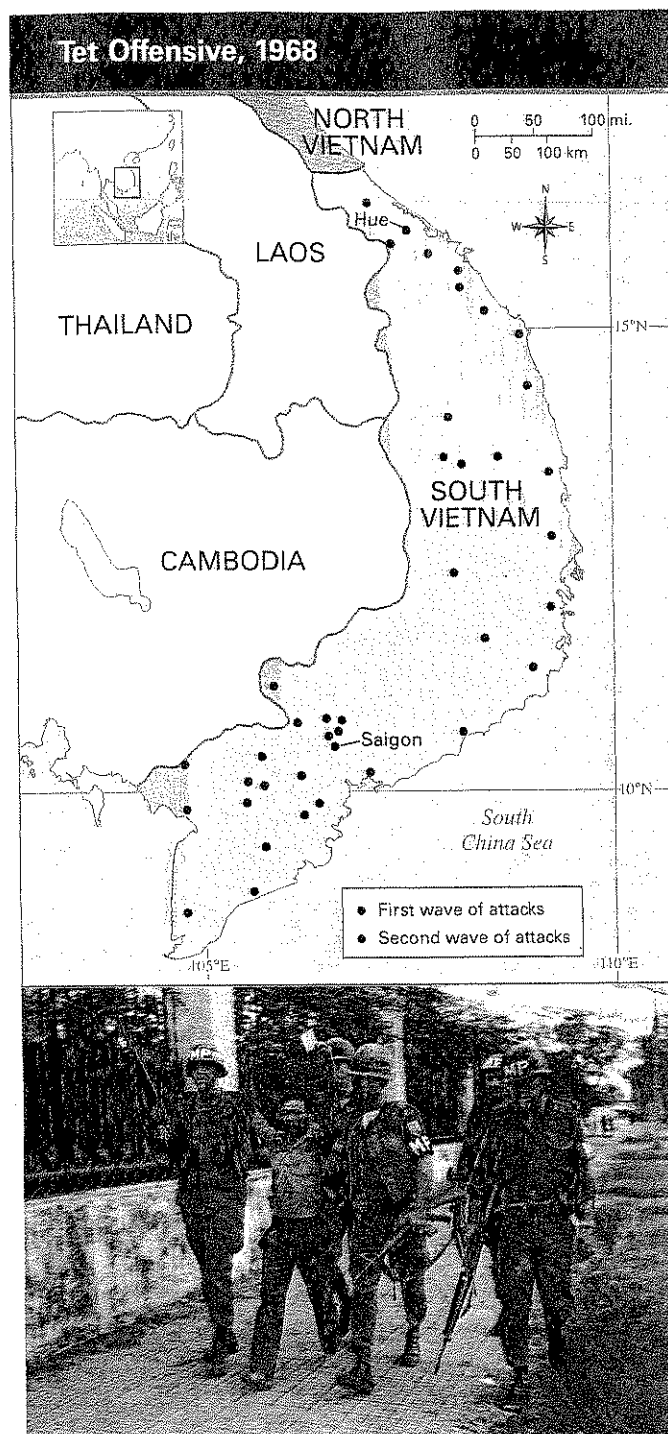 Tet Offensive, 1968
NORTH
VIETNAM
0 50 100 mi.
0 50 100 km
N
W E
S
Hue
LAOS
THAILAND
15°N
SOUTH
VIETNAM
CAMBODIA
Saigon
10°N
South
China Sea
First wave of attacks
Second wave of attacks
105°E
110°E
MP
MP